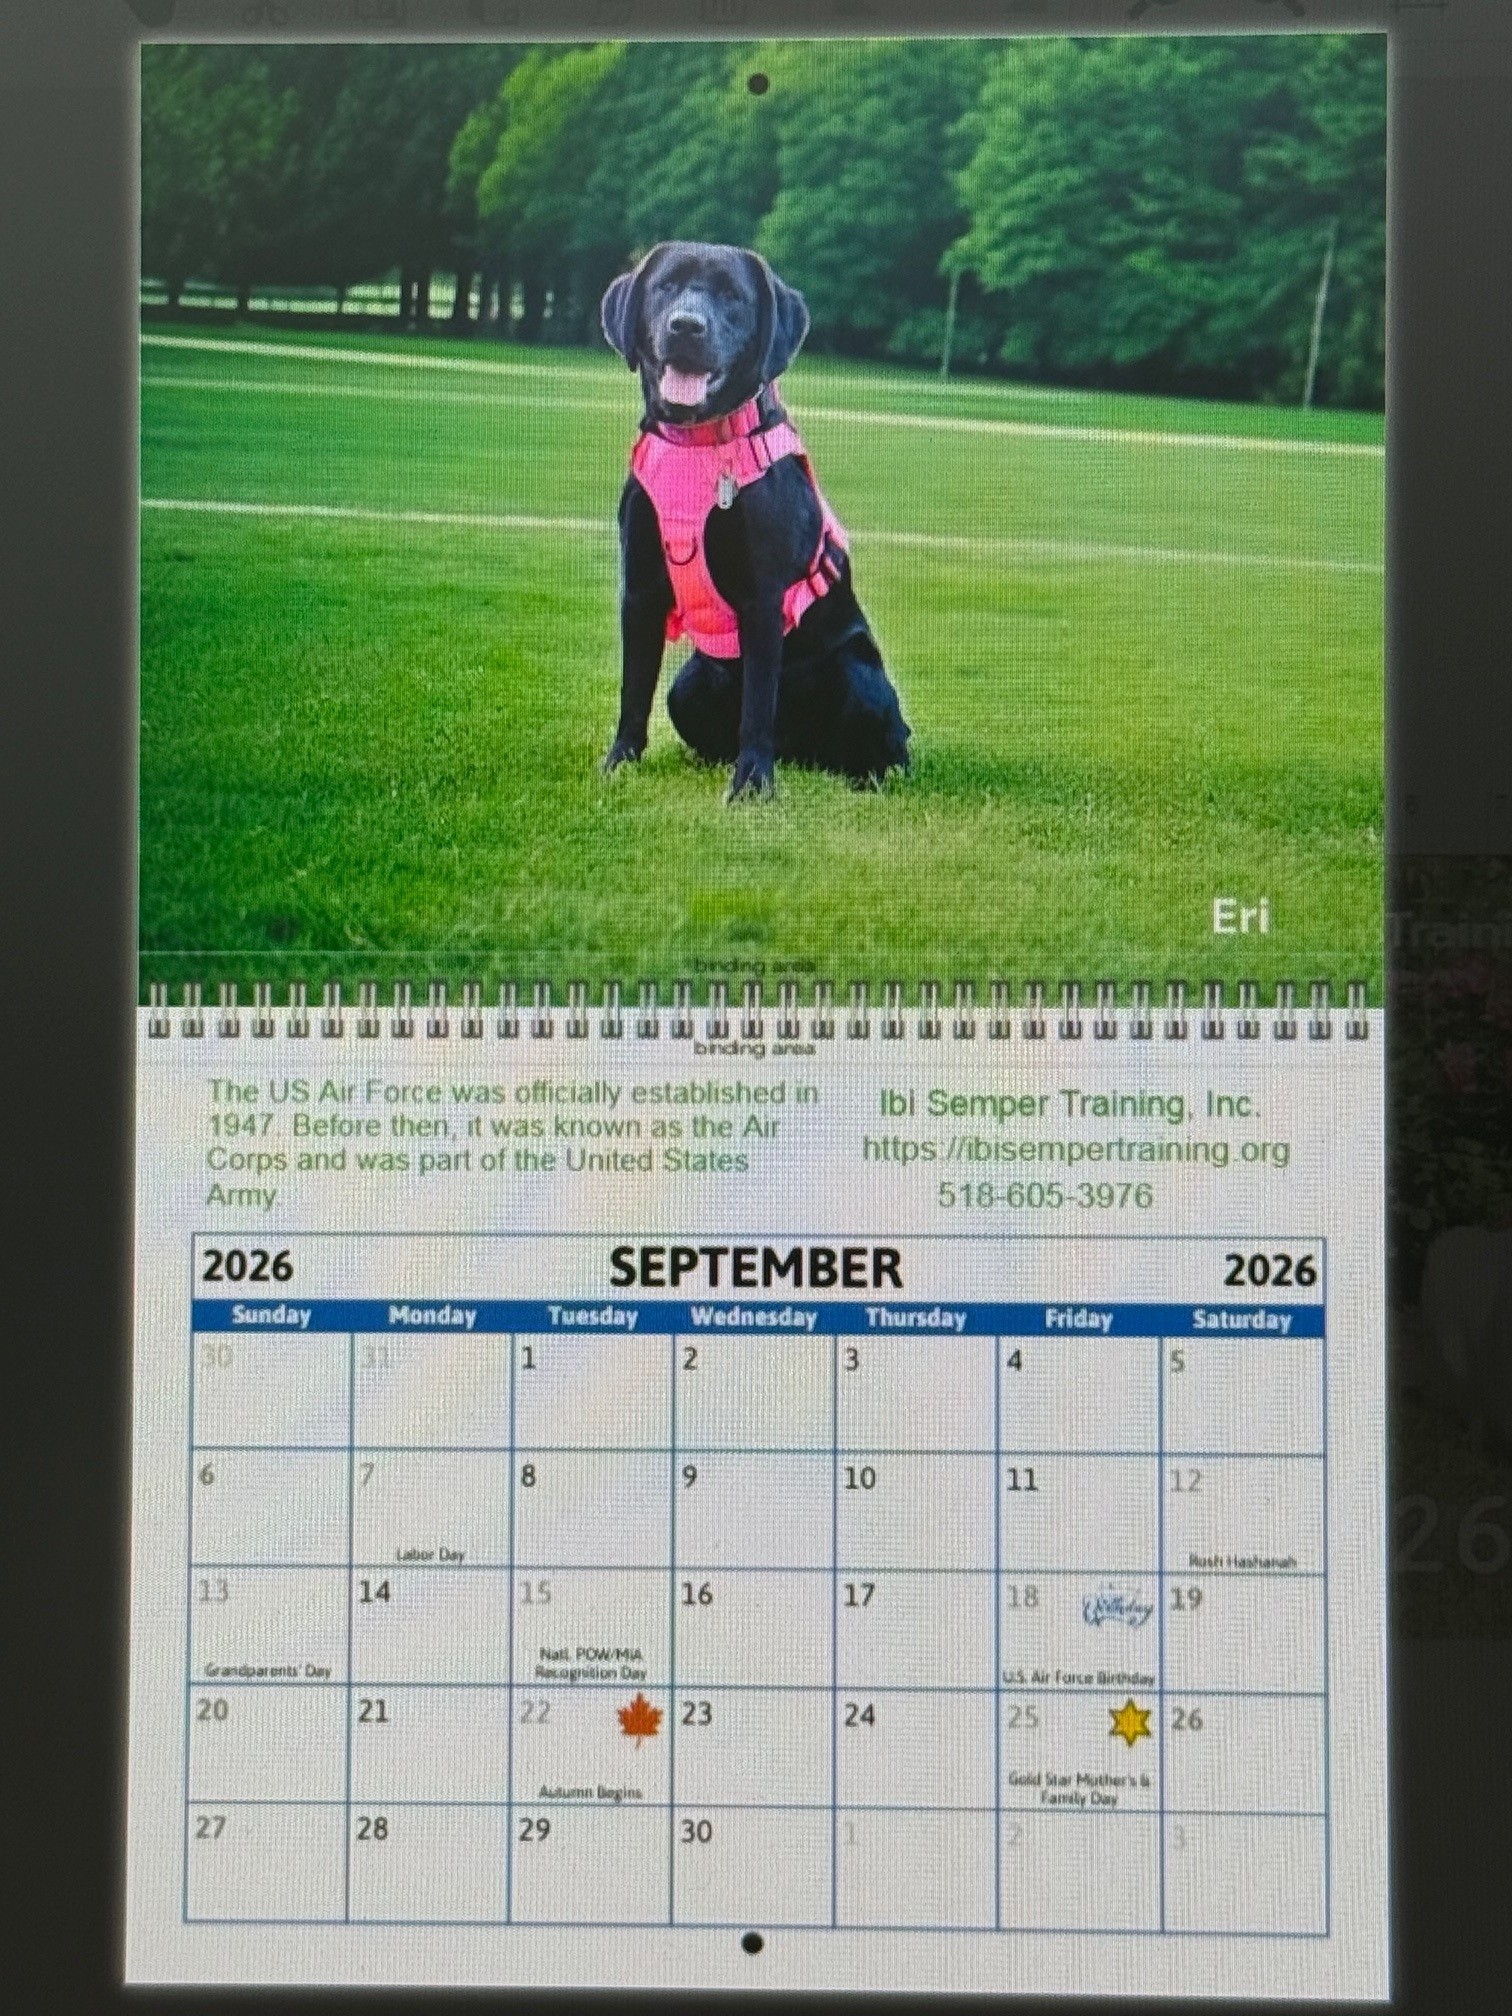 Eri
binding area
binding area
The US Air Force was officially established in
1947. Before then, it was known as the Air
Corps and was part of the United States
Army.
Ibi Semper Training, Inc.
https://ibisempertraining.org
518-605-3976
2026 SEPTEMBER 2026
Sunday Monday Tuesday Wednesday Thursday Friday Saturday
30 31 1 2 3 4 5
6 7 8 9 10 11 12
Labor Day
Rosh Hashanah
13 14 15 16 17 18 19
Birthday
Grandparents' Day
Natl. POW/MIA
Recognition Day
U.S. Air Force Birthday
20 21 22 23 24 25 26
Autumn Begins
Gold Star Mother's &
Family Day
27 28 29 30 1 2 3
Train
26